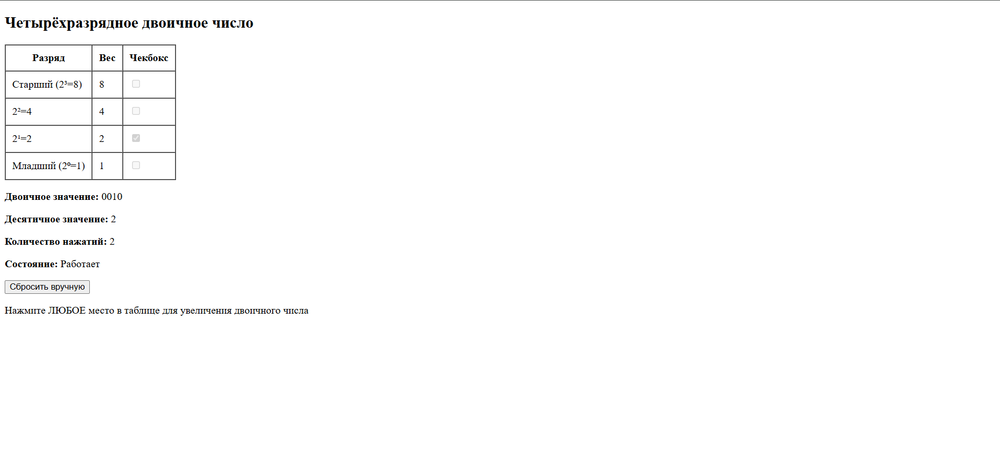 Четырёхразрядное двоичное число
Разряд Вес Чекбокс
Старший (2³=8) 8
2²=4 4
2¹=2 2
Младший (2⁰=1) 1
Двоичное значение: 0010
Десятичное значение: 2
Количество нажатий: 2
Состояние: Работает
Сбросить вручную
Нажмите ЛЮБОЕ место в таблице для увеличения двоичного числа